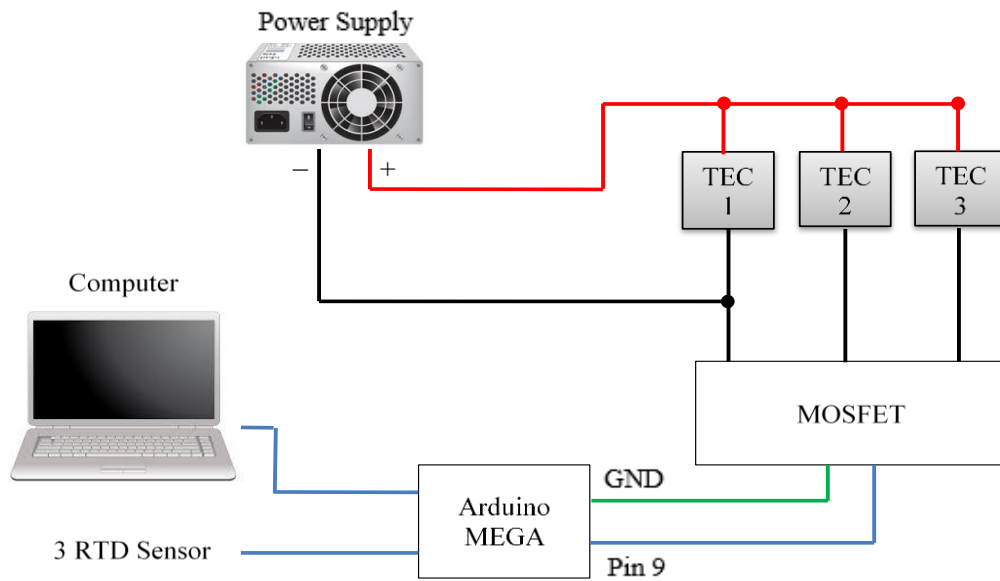 Power Supply
– +
TEC
1
TEC
2
TEC
3
Computer
MOSFET
GND
Arduino
MEGA
3 RTD Sensor
Pin 9